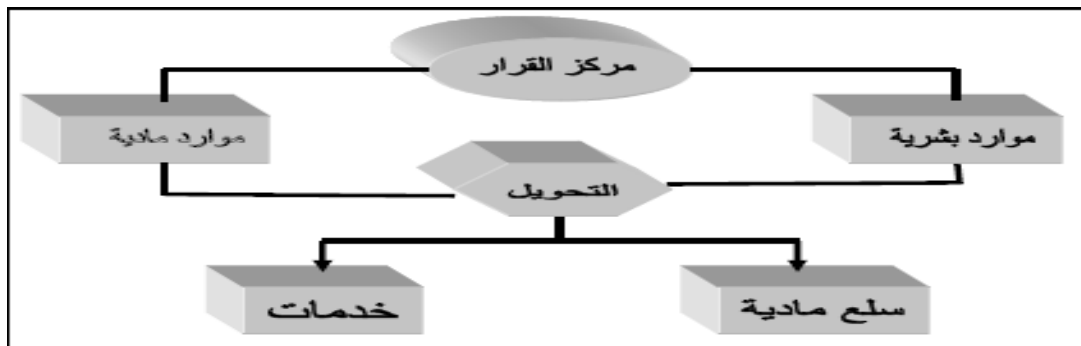 مركز القرار
موارد بشرية
موارد مادية
التحويل
سلع مادية
خدمات